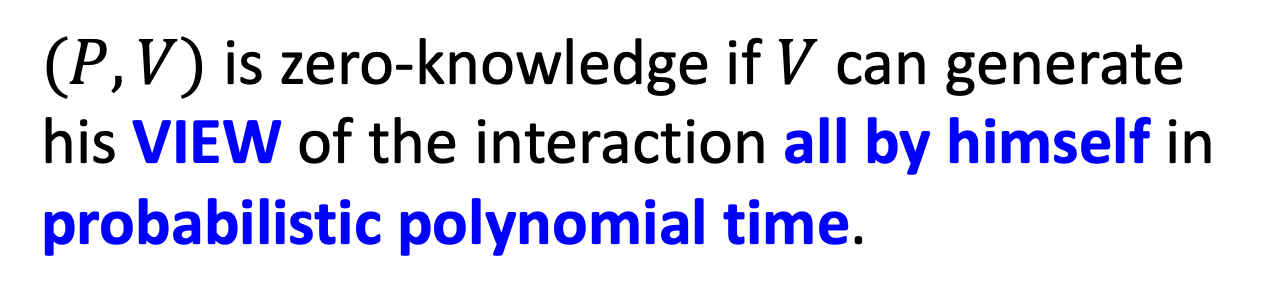 (P, V) is zero-knowledge if V can generate
his VIEW of the interaction all by himself in
probabilistic polynomial time.